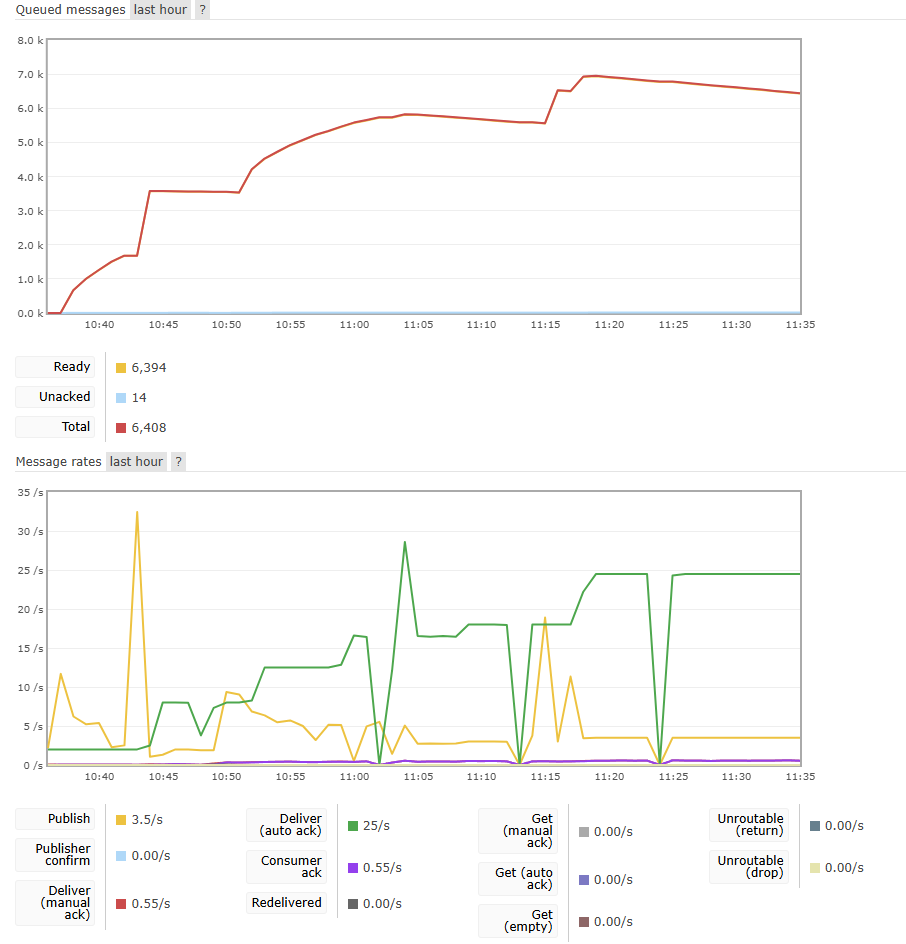 Queued messages last hour ?
8.0 k
7.0 k
6.0 k
5.0 k
4.0 k
3.0 k
2.0 k
1.0 k
0.0 k
10:40 10:45 10:50 10:55 11:00 11:05 11:10 11:15 11:20 11:25 11:30 11:35
Ready 6,394
Unacked 14
Total 6,408
Message rates last hour ?
35 /s
30 /s
25 /s
20 /s
15 /s
10 /s
5 /s
0 /s
10:40 10:45 10:50 10:55 11:00 11:05 11:10 11:15 11:20 11:25 11:30 11:35
Publish 3.5/s
Publisher
confirm 0.00/s
Deliver
(manual
ack) 0.55/s
Deliver
(auto ack) 25/s
Consumer
ack 0.55/s
Redelivered 0.00/s
Get
(manual
ack) 0.00/s
Get (auto
ack) 0.00/s
Get
(empty) 0.00/s
Unroutable
(return) 0.00/s
Unroutable
(drop) 0.00/s